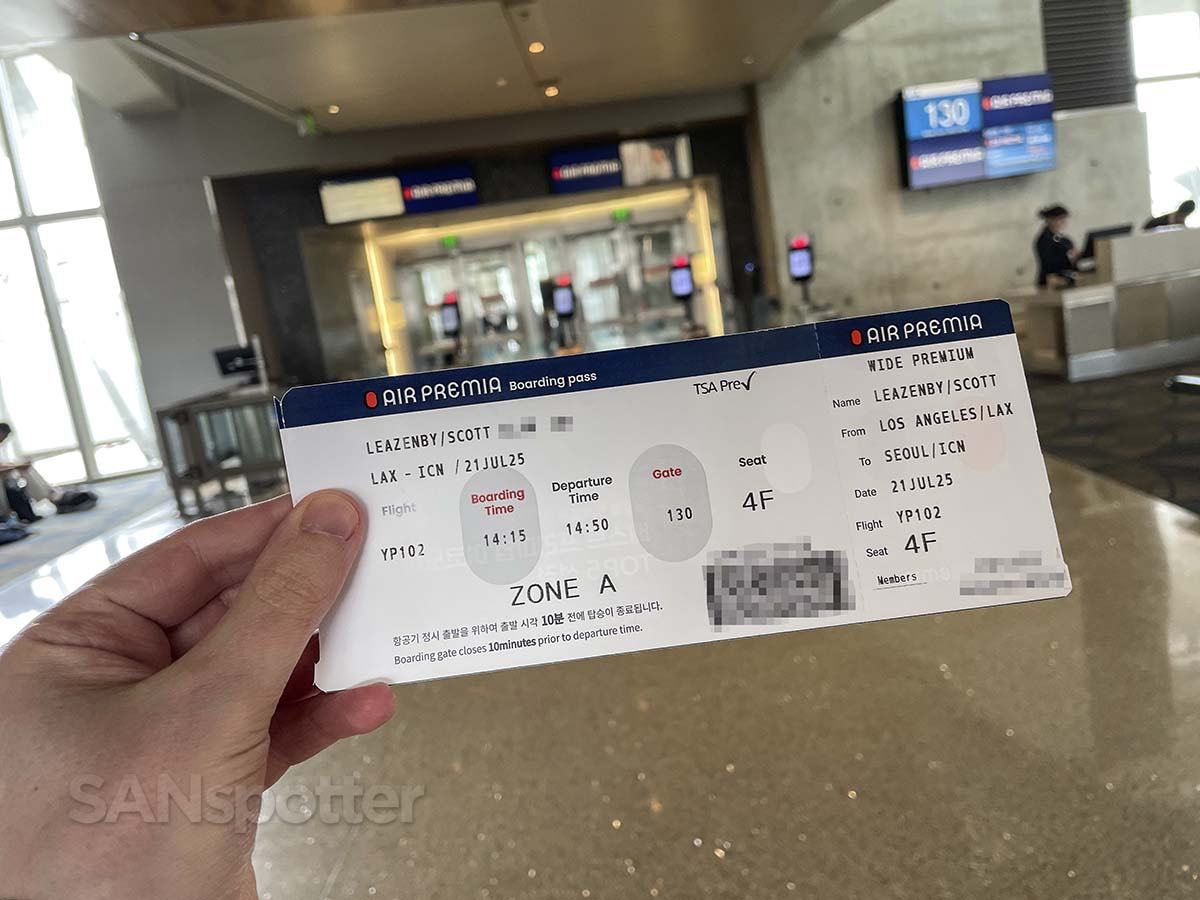 130
AIR PREMIA
AIR PREMIA
AIR PREMIA
AIR PREMIA
AIR PREMIA Boarding pass
TSA Pre✓
LEAZENBY/SCOTT
LAX - ICN /21JUL25
Flight
Boarding Time
Departure Time
Gate
Seat
YP102
14:15
14:50
130
4F
ZONE A
항공기 정시 출발을 위하여 출발 시각 10분 전에 탑승이 종료됩니다.
Boarding gate closes 10minutes prior to departure time.
AIR PREMIA
WIDE PREMIUM
Name LEAZENBY/SCOTT
From LOS ANGELES/LAX
To SEOUL/ICN
Date 21JUL25
Flight YP102
Seat 4F
Members
SANspotter